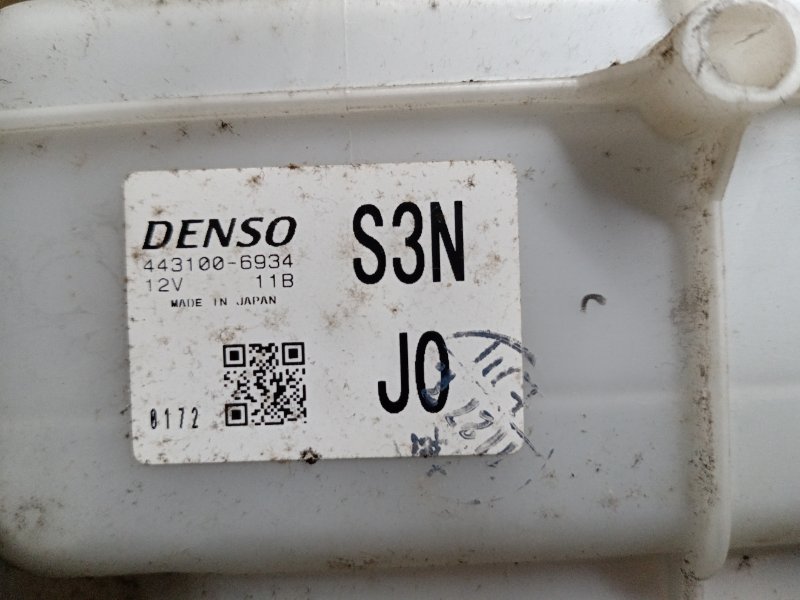 DENSO
443100-6934
12V 11B
MADE IN JAPAN
S3N
J0
0172